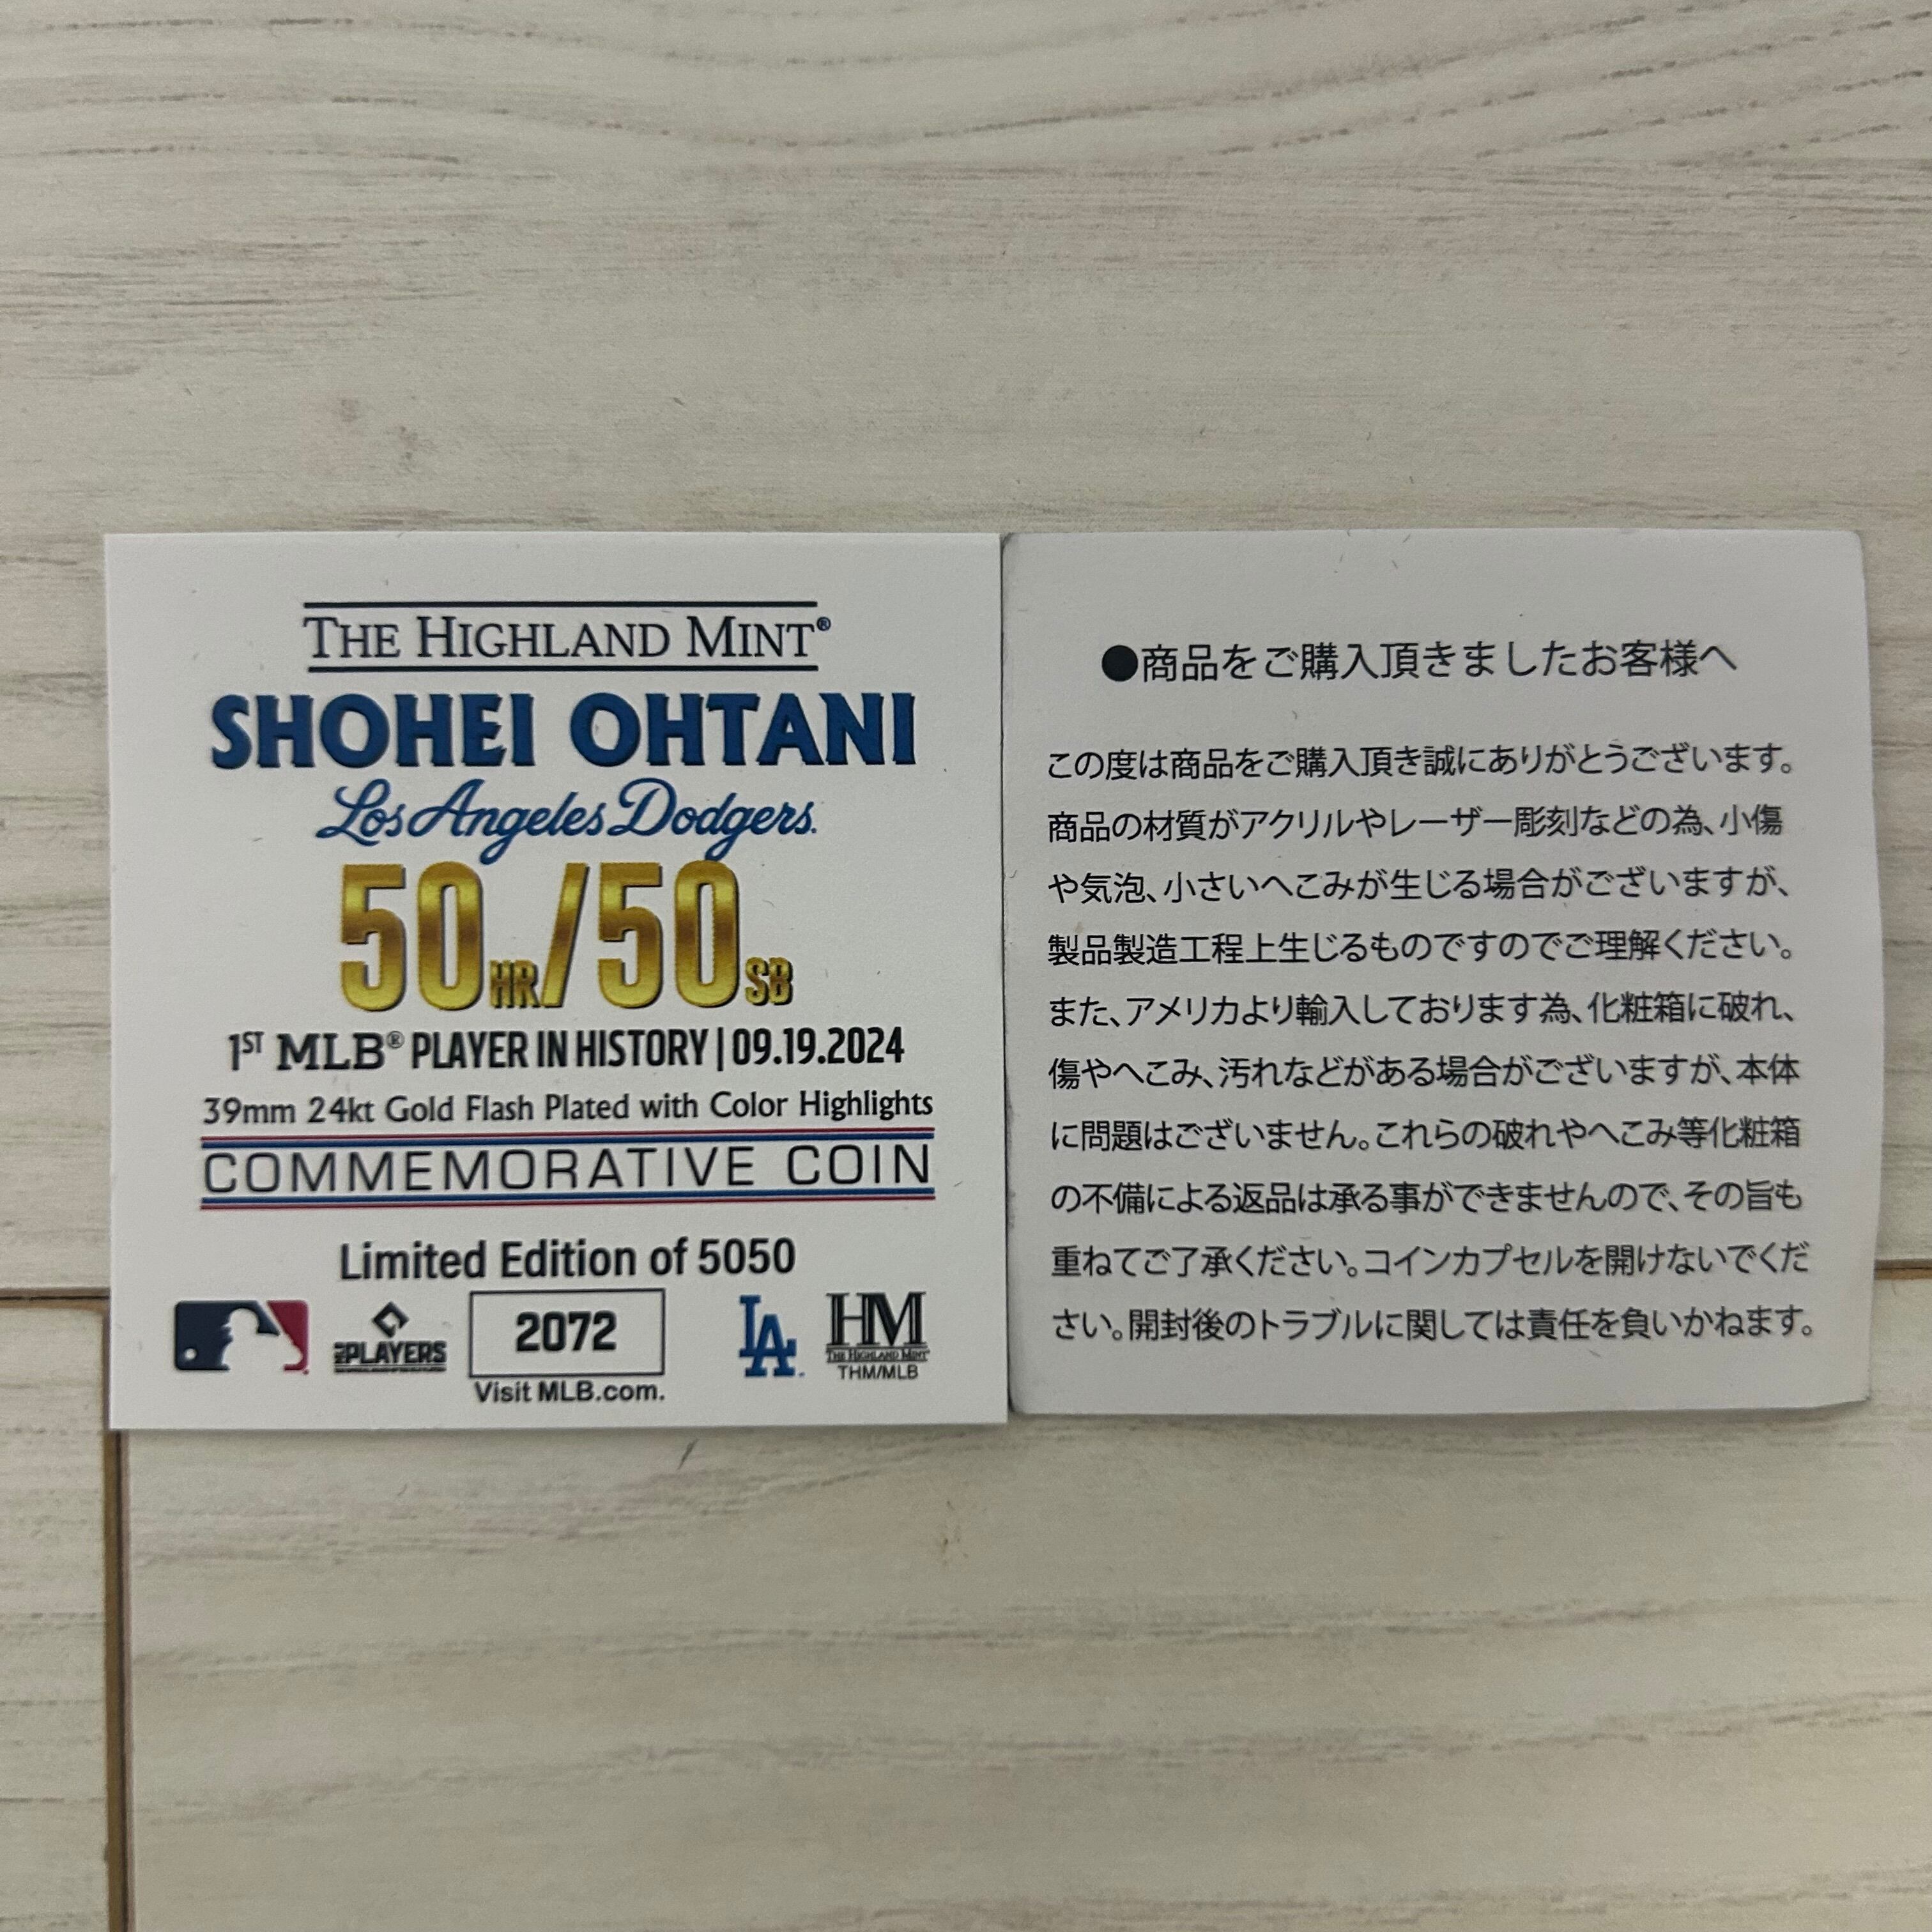 THE HIGHLAND MINT®
SHOHEI OHTANI
Los Angeles Dodgers.
50HR/50SB
1ST MLB® PLAYER IN HISTORY | 09.19.2024
39mm 24kt Gold Flash Plated with Color Highlights
COMMEMORATIVE COIN
Limited Edition of 5050
PLAYERS
2072
Visit MLB.com.
LA
HM
THE HIGHLAND MINT
THM/MLB
●商品をご購入頂きましたお客様へ
この度は商品をご購入頂き誠にありがとうございます。
商品の材質がアクリルやレーザー彫刻などの為、小傷
や気泡、小さいへこみが生じる場合がございますが、
製品製造工程上生じるものですのでご理解ください。
また、アメリカより輸入しております為、化粧箱に破れ、
傷やへこみ、汚れなどがある場合がございますが、本体
に問題はございません。これらの破れやへこみ等化粧箱
の不備による返品は承る事ができませんので、その旨も
重ねてご了承ください。コインカプセルを開けないでくだ
さい。開封後のトラブルに関しては責任を負いかねます。